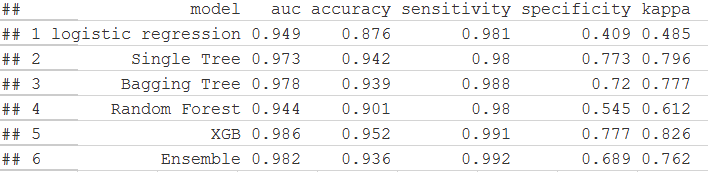 ## model auc accuracy sensitivity specificity kappa
## 1 logistic regression 0.949 0.876 0.981 0.409 0.485
## 2 Single Tree 0.973 0.942 0.98 0.773 0.796
## 3 Bagging Tree 0.978 0.939 0.988 0.72 0.777
## 4 Random Forest 0.944 0.901 0.98 0.545 0.612
## 5 XGB 0.986 0.952 0.991 0.777 0.826
## 6 Ensemble 0.982 0.936 0.992 0.689 0.762